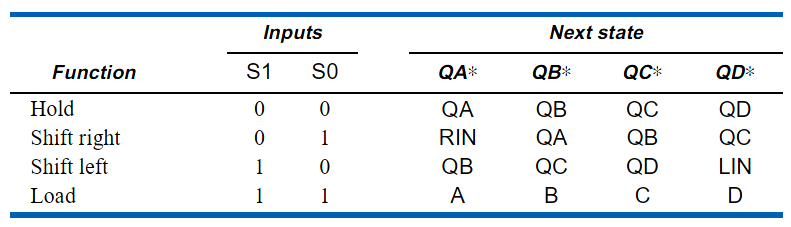 Inputs Next state
Function S1 S0 QA* QB* QC* QD*
Hold 0 0 QA QB QC QD
Shift right 0 1 RIN QA QB QC
Shift left 1 0 QB QC QD LIN
Load 1 1 A B C D